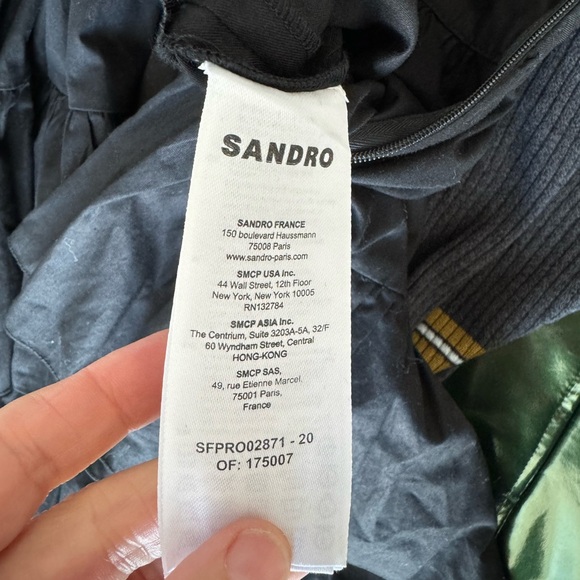 SANDRO
SANDRO FRANCE
150 boulevard Haussmann
75008 Paris
www.sandro-paris.com
SMCP USA Inc.
44 Wall Street, 12th Floor
New York, New York 10005
RN132784
SMCP ASIA Inc.
The Centrium, Suite 3203A-5A, 32/F
60 Wyndham Street, Central
HONG-KONG
SMCP SAS,
49, rue Etienne Marcel,
75001 Paris,
France
SFPRO02871 - 20
OF: 175007